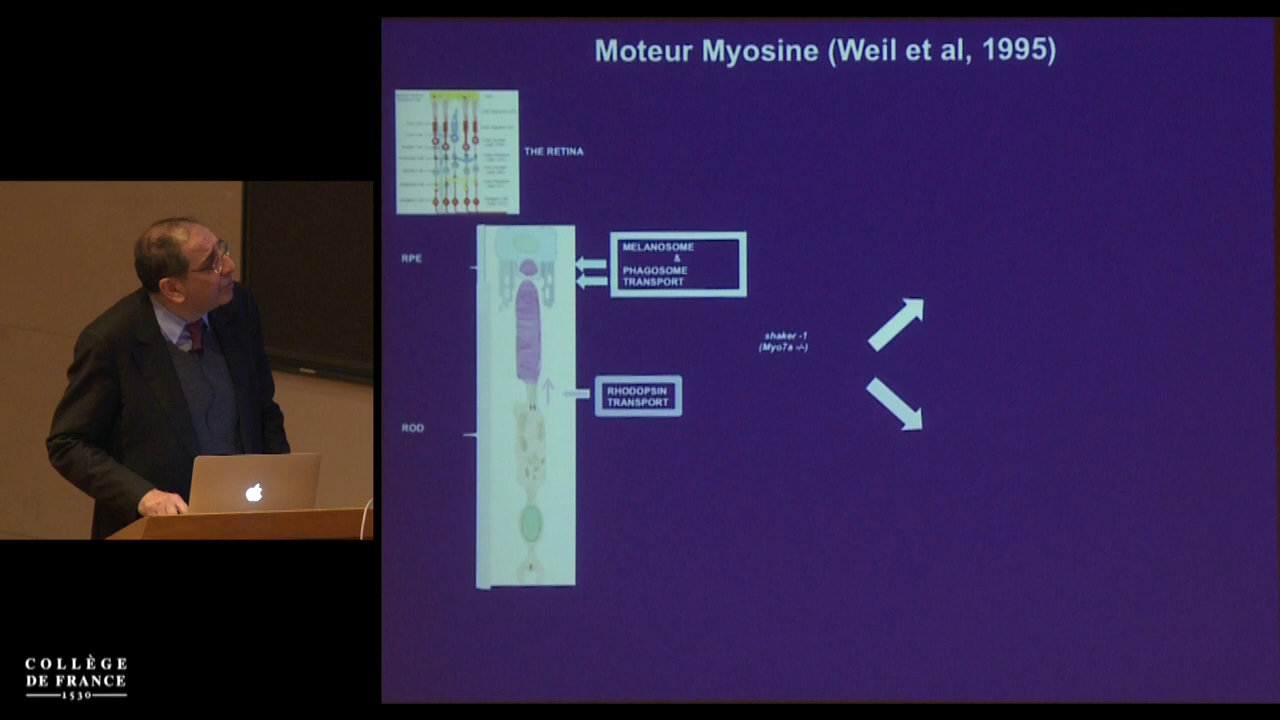 Moteur Myosine (Weil et al, 1995)
THE RETINA
RPE
MELANOSOME
&
PHAGOSOME
TRANSPORT
shaker -1
(Myo7a -/-)
RHODOPSIN
TRANSPORT
ROD
COLLÈGE
DE FRANCE
1530